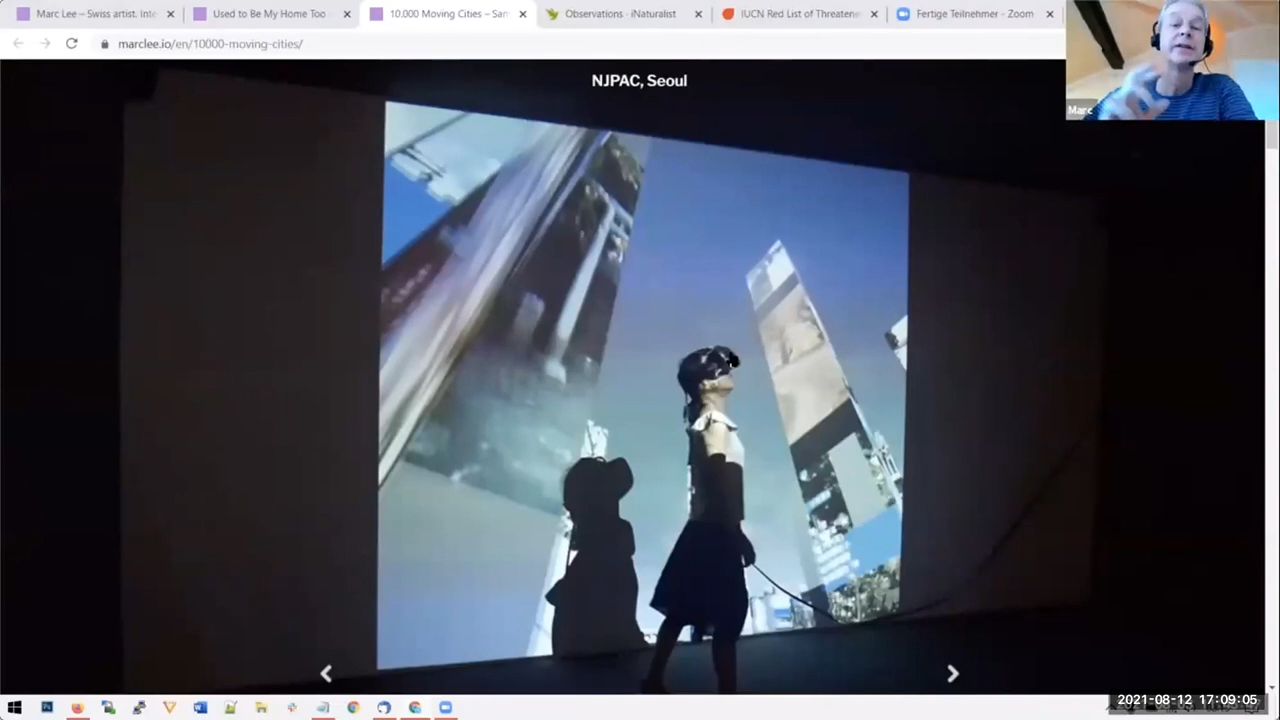 Marc Lee – Swiss artist. Inte
Used to Be My Home Too
10.000 Moving Cities – Sam
Observations · iNaturalist
IUCN Red List of Threatene
Fertige Teilnehmer - Zoom
marclee.io/en/10000-moving-cities/
Marc
NJPAC, Seoul
2021-08-12 17:09:05